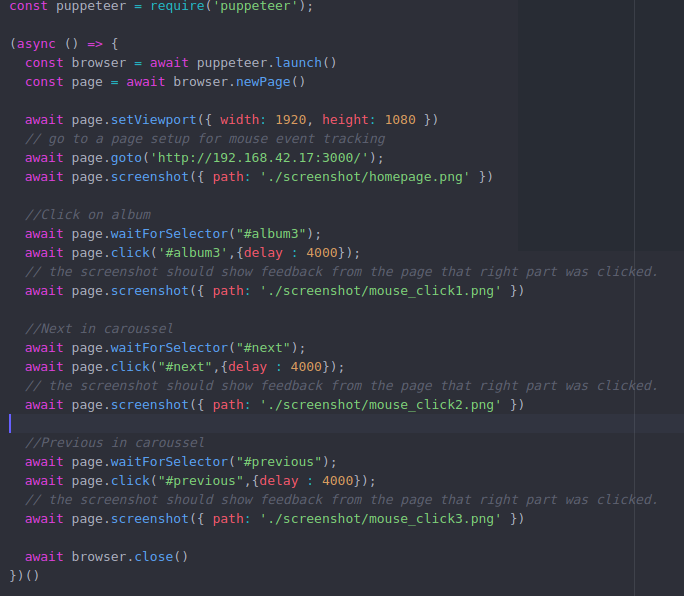 const puppeteer = require('puppeteer');
(async () => {
const browser = await puppeteer.launch()
const page = await browser.newPage()
await page.setViewport({ width: 1920, height: 1080 })
// go to a page setup for mouse event tracking
await page.goto('http://192.168.42.17:3000/');
await page.screenshot({ path: './screenshot/homepage.png' })
//Click on album
await page.waitForSelector("#album3");
await page.click('#album3',{delay : 4000});
// the screenshot should show feedback from the page that right part was clicked.
await page.screenshot({ path: './screenshot/mouse_click1.png' })
//Next in caroussel
await page.waitForSelector("#next");
await page.click("#next",{delay : 4000});
// the screenshot should show feedback from the page that right part was clicked.
await page.screenshot({ path: './screenshot/mouse_click2.png' })
//Previous in caroussel
await page.waitForSelector("#previous");
await page.click("#previous",{delay : 4000});
// the screenshot should show feedback from the page that right part was clicked.
await page.screenshot({ path: './screenshot/mouse_click3.png' })
await browser.close()
})()